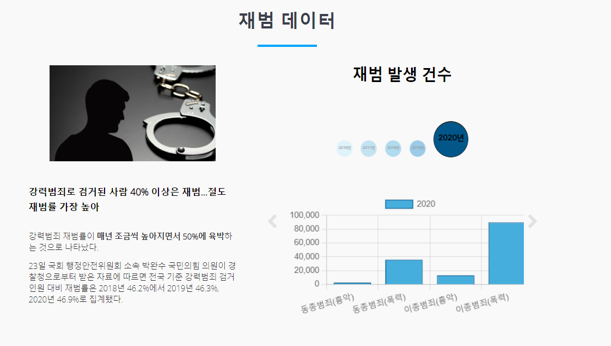 재범 데이터
강력범죄로 검거된 사람 40% 이상은 재범...절도
재범률 가장 높아
강력범죄 재범률이 매년 조금씩 높아지면서 50%에 육박하
는 것으로 나타났다.
23일 국회 행정안전위원회 소속 박완수 국민의힘 의원이 경
찰청으로부터 받은 자료에 따르면 전국 기준 강력범죄 검거
인원 대비 재범률은 2018년 46.2%에서 2019년 46.3%,
2020년 46.9%로 집계됐다.
재범 발생 건수
2020년
2020
100,000
80,000
60,000
40,000
20,000
0
동종범죄(흉악)
동종범죄(폭력)
이종범죄(흉악)
이종범죄(폭력)